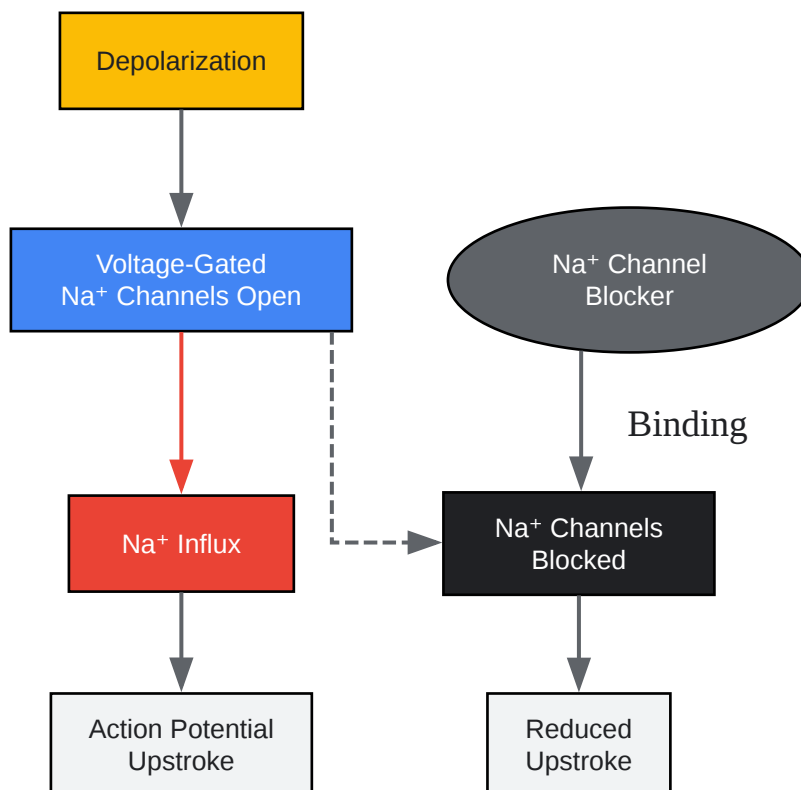 Depolarization
Voltage-Gated
Na⁺ Channels Open
Na⁺ Channel
Blocker
Binding
Na⁺ Influx
Na⁺ Channels
Blocked
Action Potential
Upstroke
Reduced
Upstroke